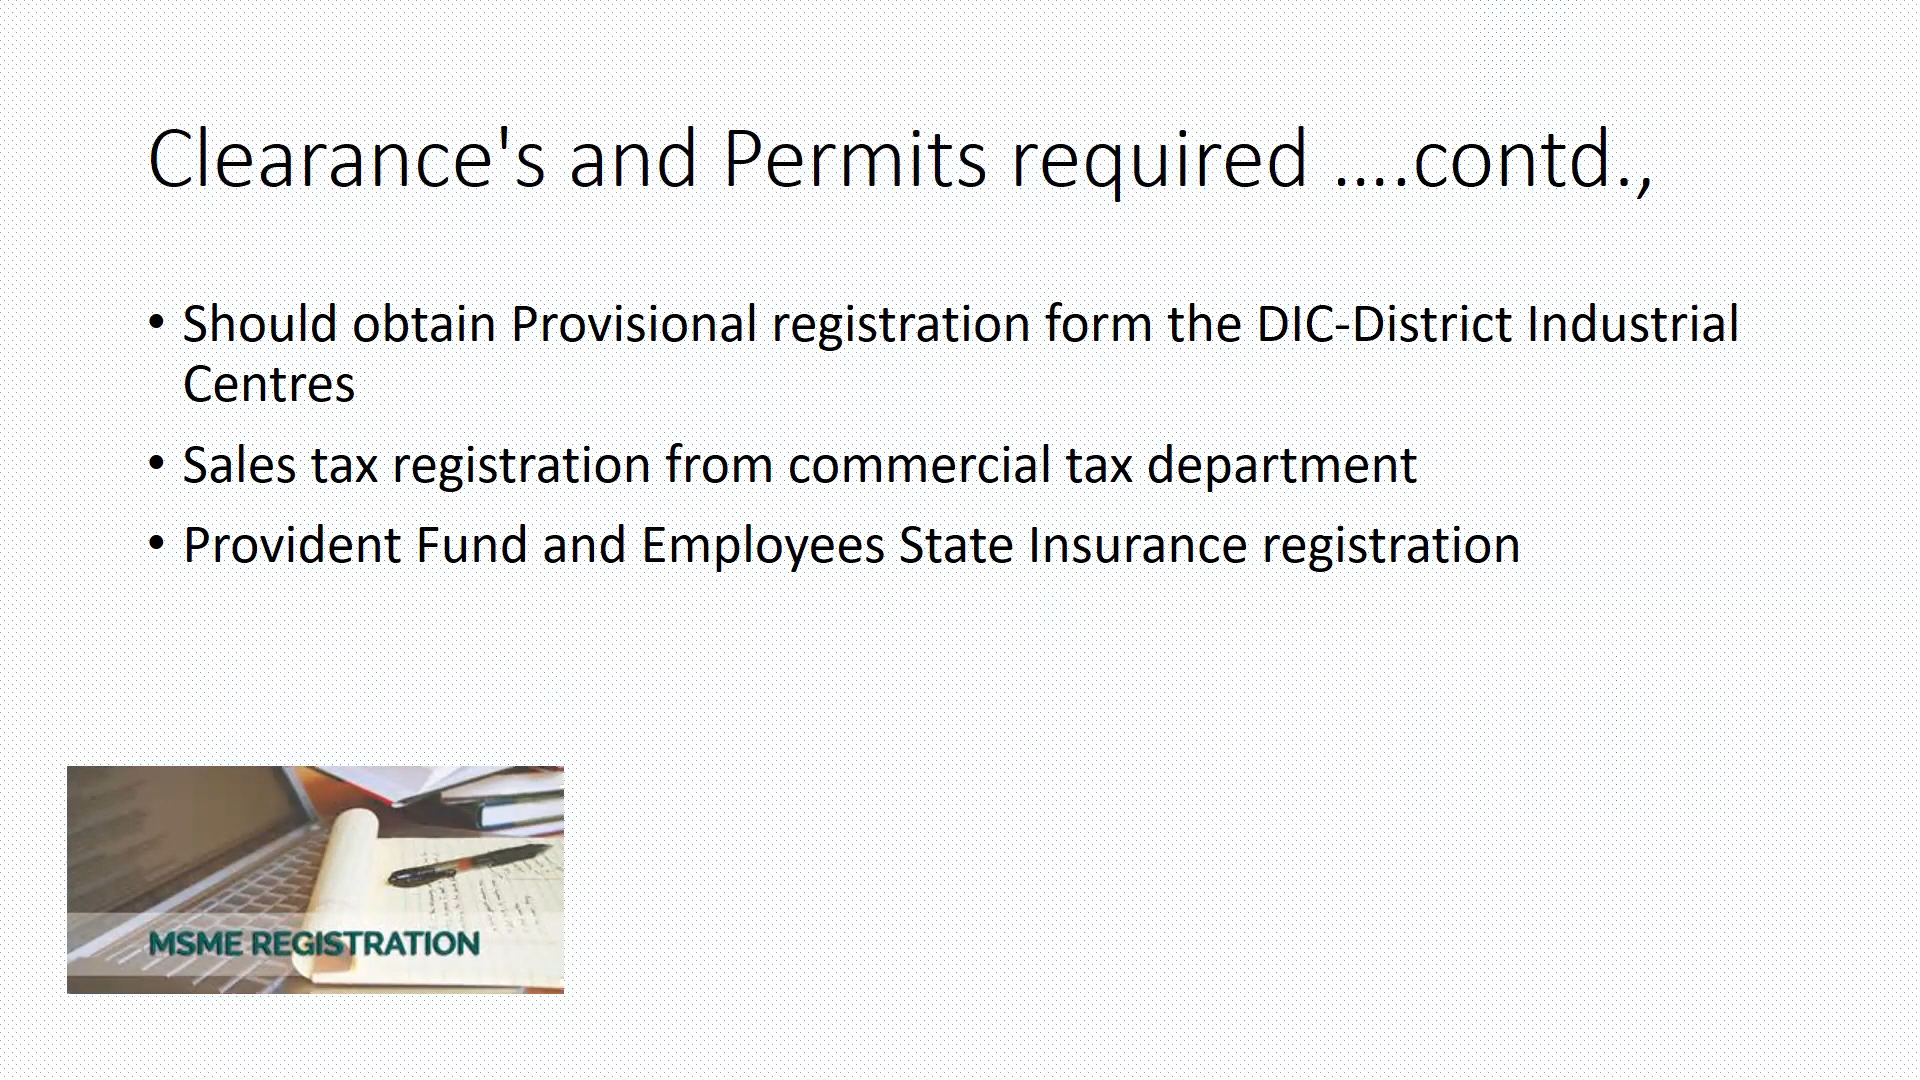 Clearance's and Permits required ....contd.,
• Should obtain Provisional registration form the DIC-District Industrial
Centres
• Sales tax registration from commercial tax department
• Provident Fund and Employees State Insurance registration
MSME REGISTRATION